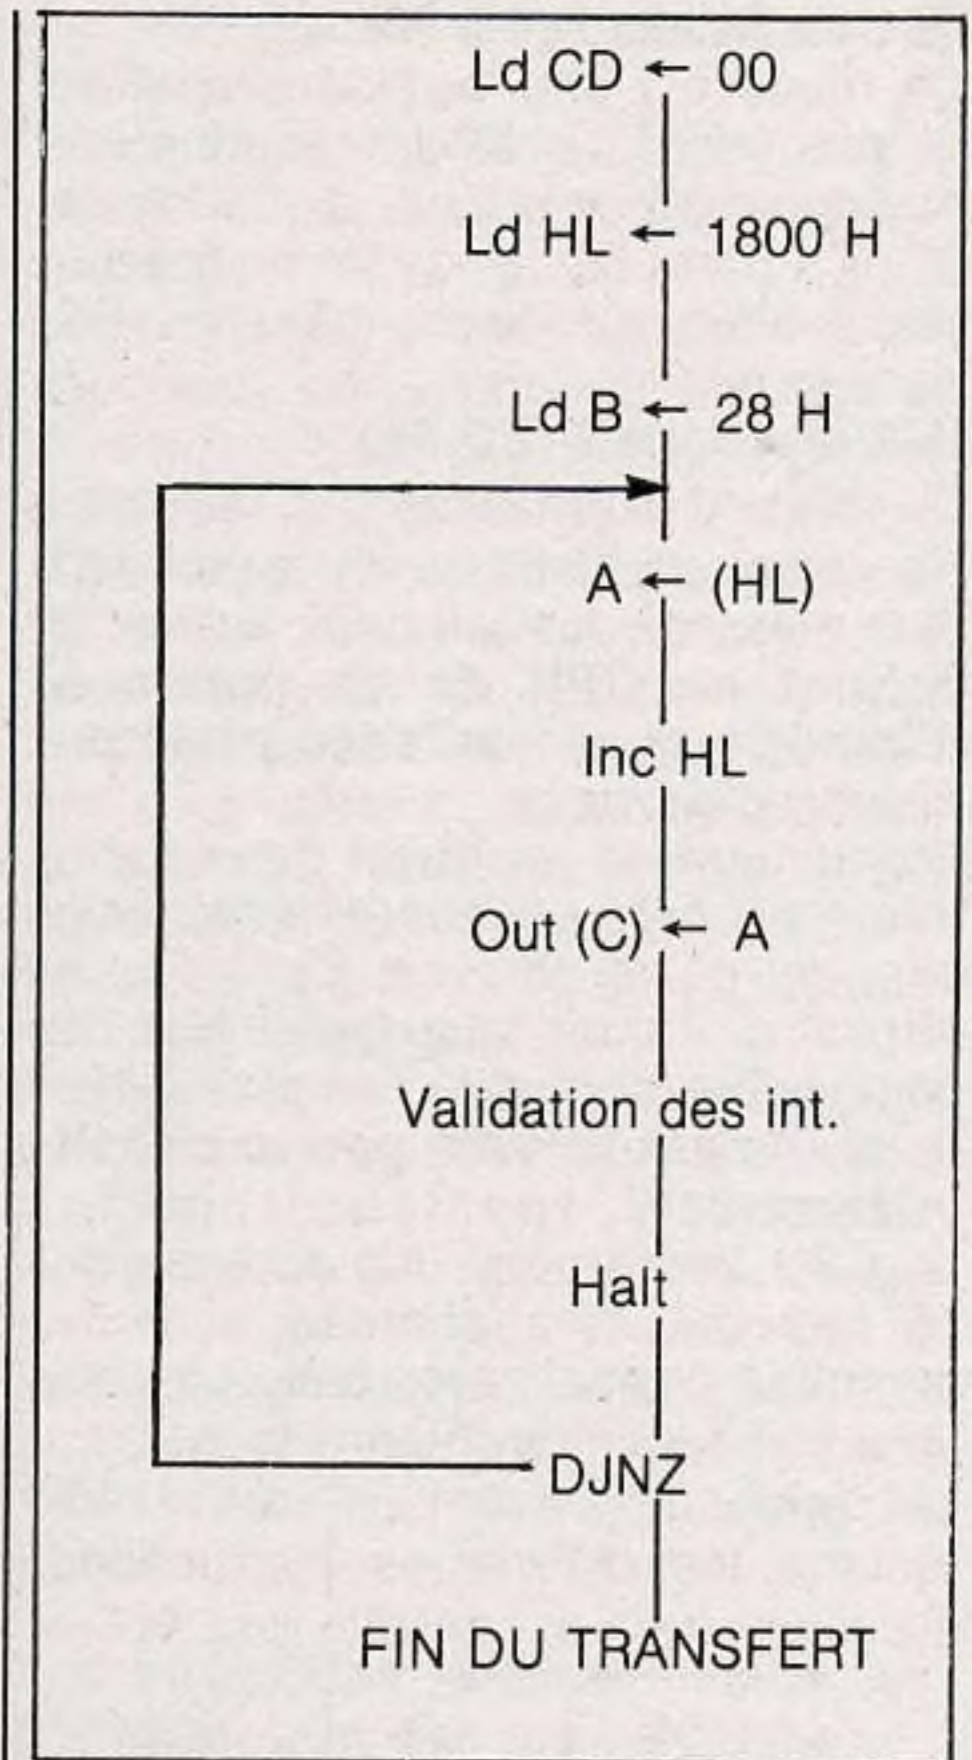 Ld CD ← 00
Ld HL ← 1800 H
Ld B ← 28 H
A ← (HL)
Inc HL
Out (C) ← A
Validation des int.
Halt
DJNZ
FIN DU TRANSFERT